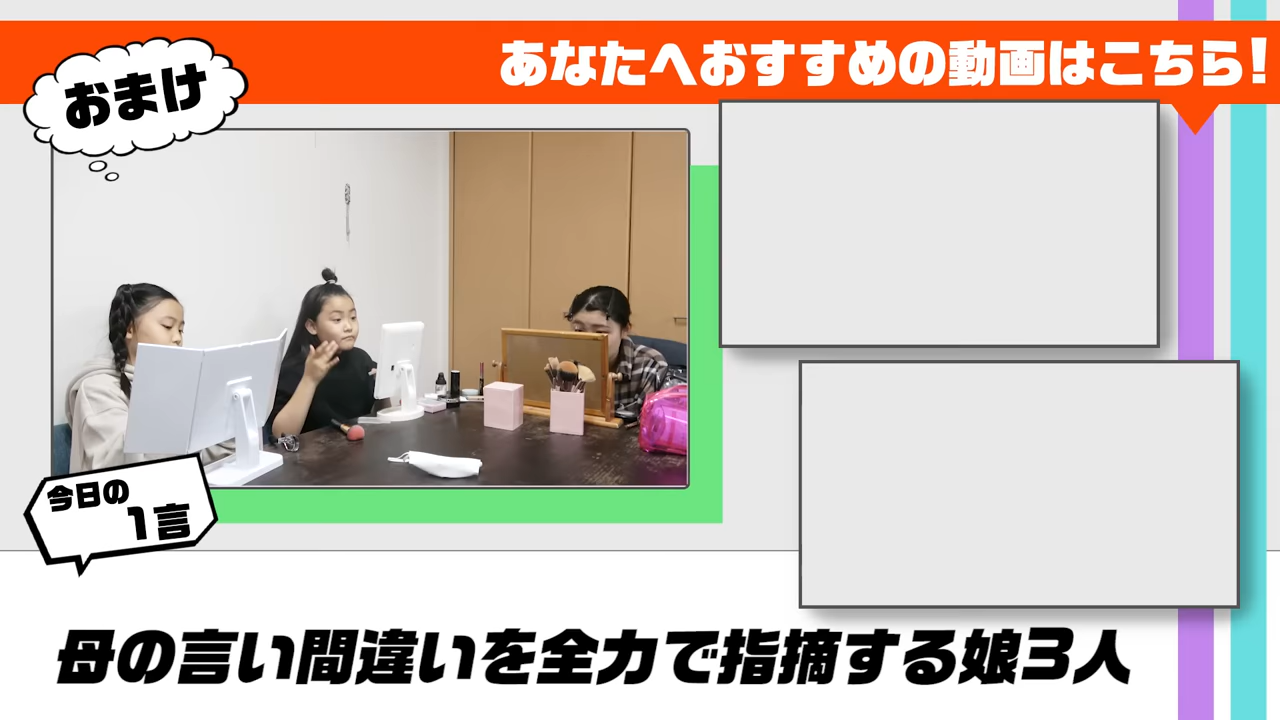 あなたへおすすめの動画はこちら!
おまけ
今日の
1言
母の言い間違いを全力で指摘する娘3人